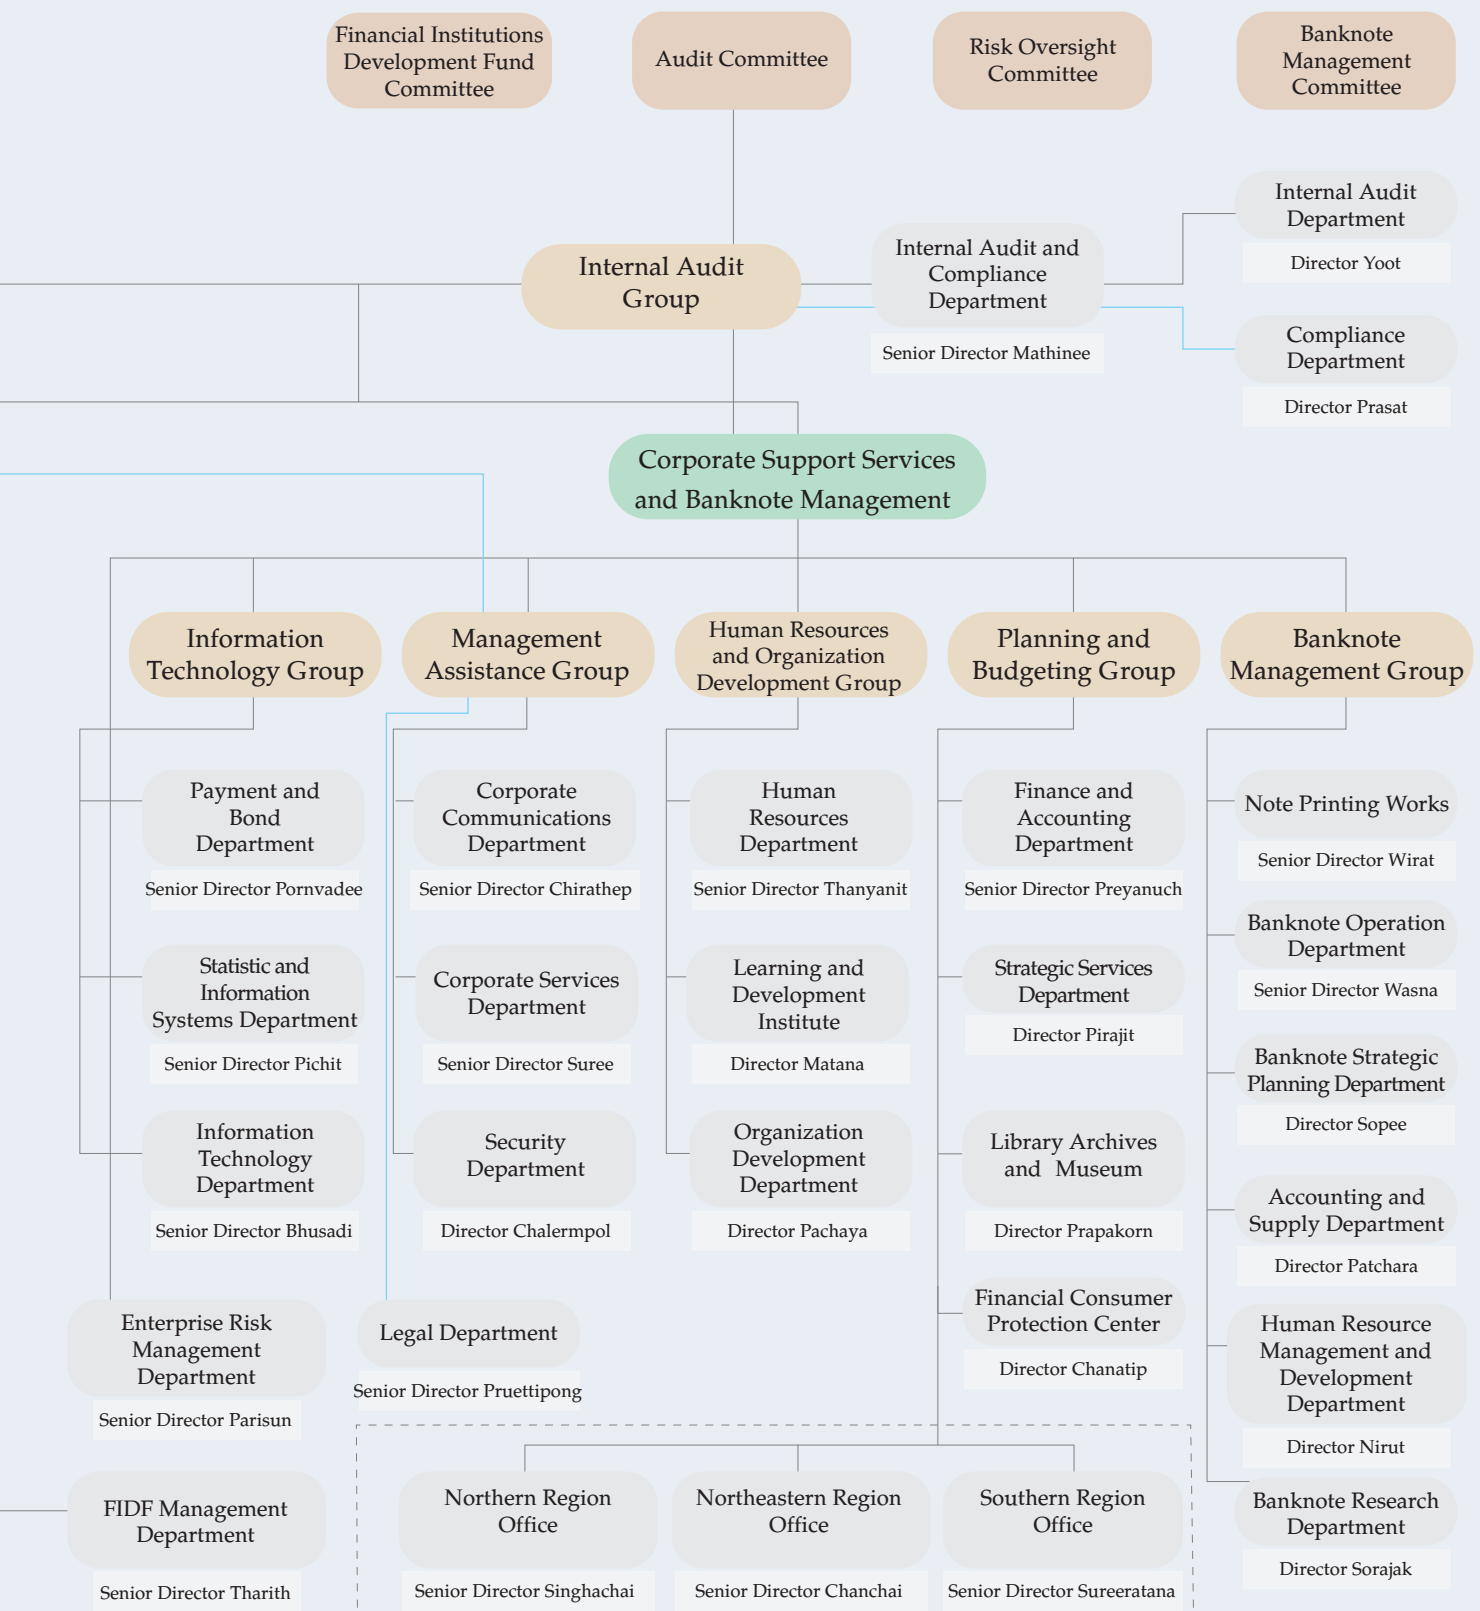 Financial Institutions
Development Fund
Committee
Audit Committee
Risk Oversight
Committee
Banknote
Management
Committee
Internal Audit
Group
Internal Audit and
Compliance
Department
Senior Director Mathinee
Internal Audit
Department
Director Yoot
Compliance
Department
Director Prasat
Corporate Support Services
and Banknote Management
Information
Technology Group
Management
Assistance Group
Human Resources
and Organization
Development Group
Planning and
Budgeting Group
Banknote
Management Group
Payment and
Bond
Department
Senior Director Pornvadee
Statistic and
Information
Systems Department
Senior Director Pichit
Information
Technology
Department
Senior Director Bhusadi
Enterprise Risk
Management
Department
Senior Director Parisun
FIDF Management
Department
Senior Director Tharith
Corporate
Communications
Department
Senior Director Chirathep
Corporate Services
Department
Senior Director Suree
Security
Department
Director Chalermpol
Legal Department
Senior Director Pruettipong
Human
Resources
Department
Senior Director Thanyanit
Learning and
Development
Institute
Director Matana
Organization
Development
Department
Director Pachaya
Finance and
Accounting
Department
Senior Director Preyanuch
Strategic Services
Department
Director Pirajit
Library Archives
and Museum
Director Prapakorn
Financial Consumer
Protection Center
Director Chanatip
Northern Region
Office
Senior Director Singhachai
Northeastern Region
Office
Senior Director Chanchai
Southern Region
Office
Senior Director Sureeratana
Note Printing Works
Senior Director Wirat
Banknote Operation
Department
Senior Director Wasna
Banknote Strategic
Planning Department
Director Sopee
Accounting and
Supply Department
Director Patchara
Human Resource
Management and
Development
Department
Director Nirut
Banknote Research
Department
Director Sorajak